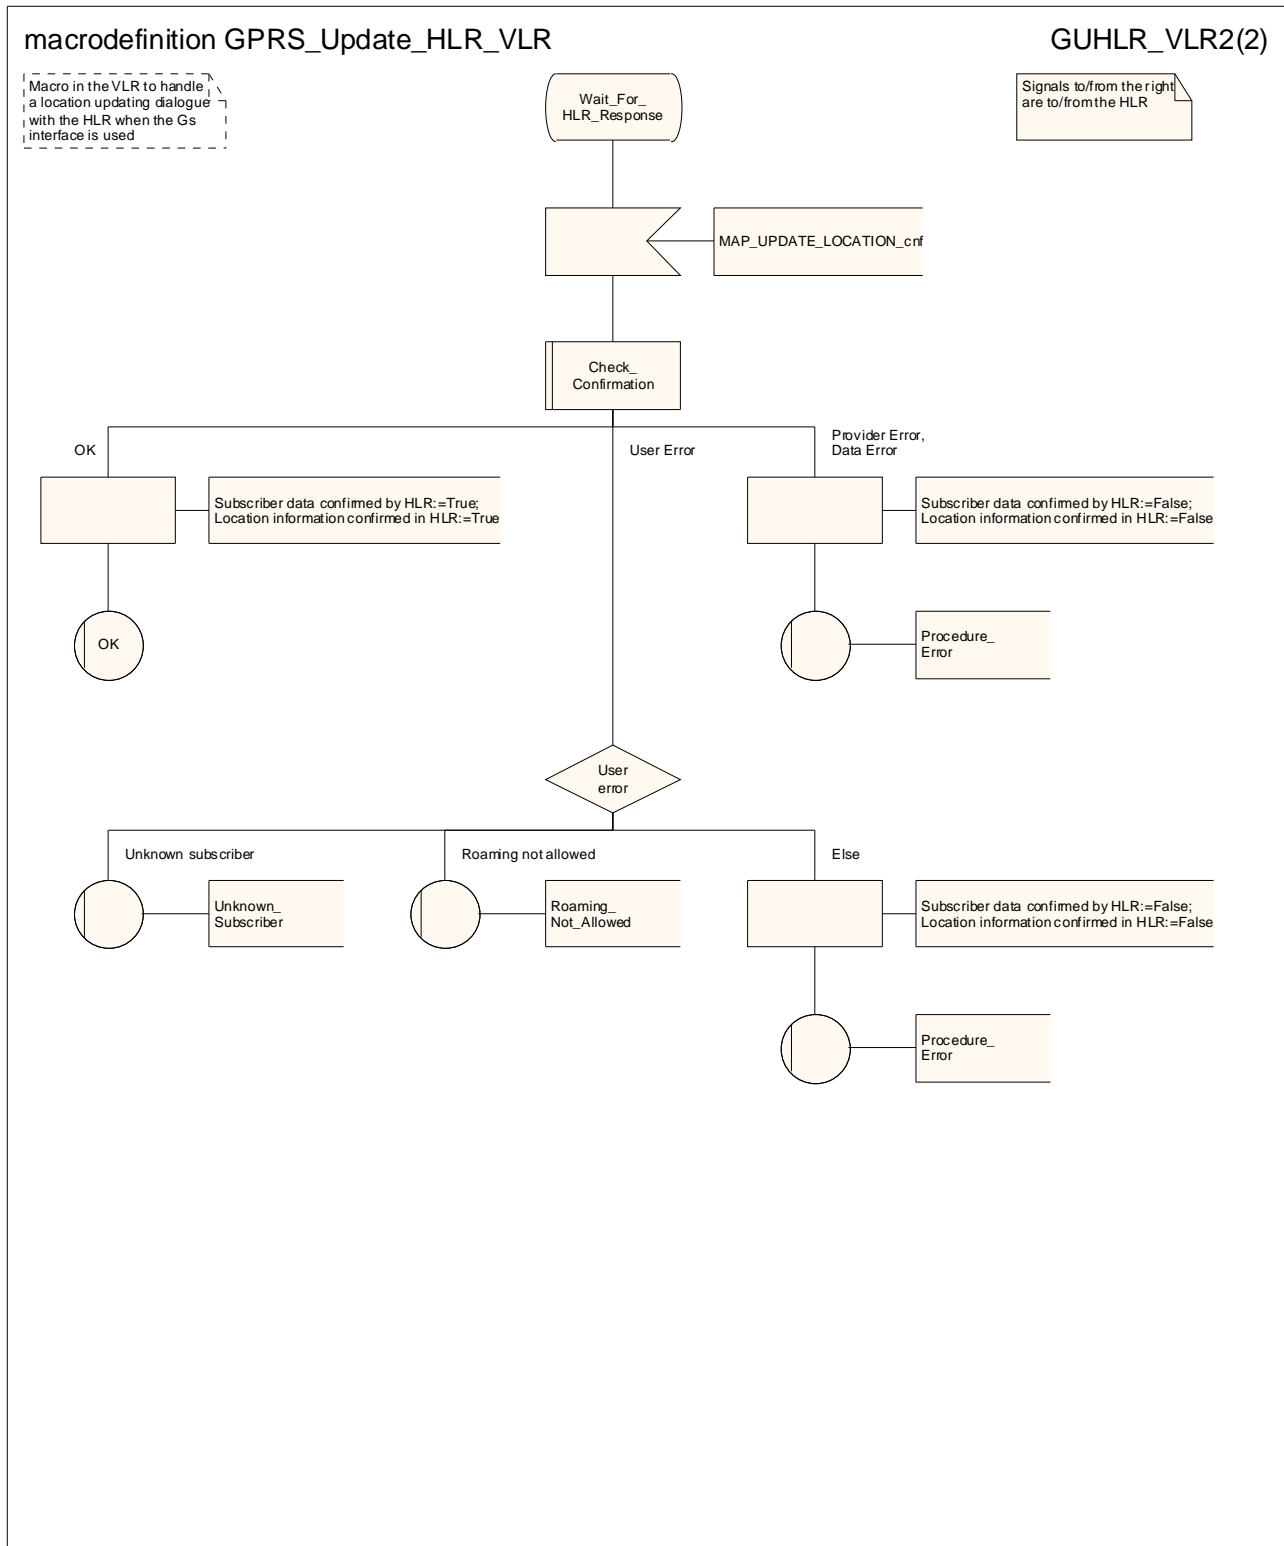 macrodefinition GPRS_Update_HLR_VLR
GUHLR_VLR2(2)
Macro in the VLR to handle
a location updating dialogue
with the HLR when the Gs
interface is used
Wait_For_
HLR_Response
Signals to/from the right
are to/from the HLR
MAP_UPDATE_LOCATION_cnf
Check_
Confirmation
OK
User Error
Provider Error,
Data Error
Subscriber data confirmed by HLR:=True;
Location information confirmed in HLR:=True
Subscriber data confirmed by HLR:=False;
Location information confirmed in HLR:=False
OK
Procedure_
Error
User
error
Unknown subscriber
Roaming not allowed
Else
Unknown_
Subscriber
Roaming_
Not_Allowed
Subscriber data confirmed by HLR:=False;
Location information confirmed in HLR:=False
Procedure_
Error